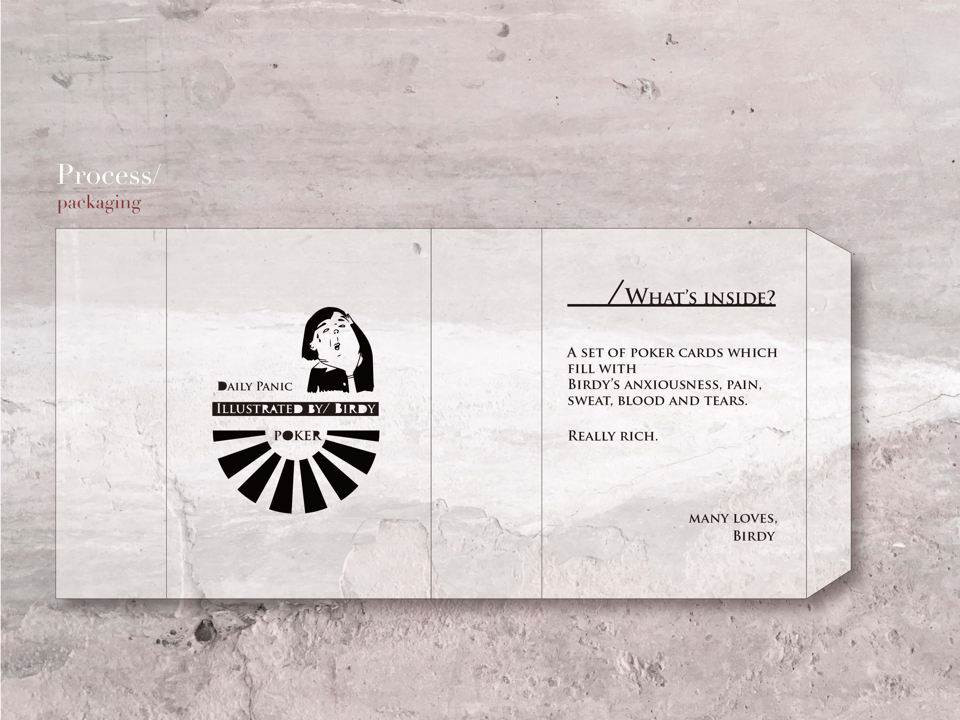 Process/
packaging
Daily Panic
Illustrated by/ Birdy
POKER
/What's inside?
A set of poker cards which
fill with
Birdy's anxiousness, pain,
sweat, blood and tears.
Really rich.
many loves,
Birdy